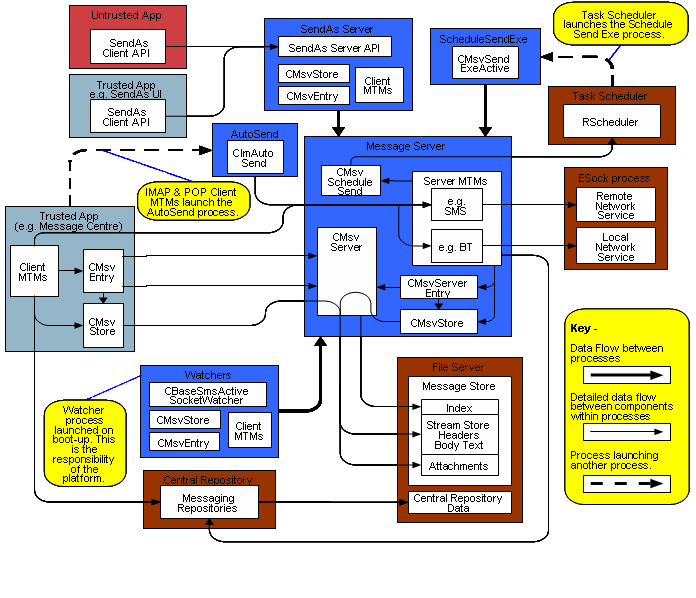 Untrusted App
SendAs
Client API
Trusted App
e.g. SendAs UI
SendAs
Client API
SendAs Server
SendAs Server API
CMsvStore
CMsvEntry
Client
MTMs
ScheduleSendExe
CMsvSend
ExeActive
Task Scheduler
launches the Schedule
Send Exe process.
Task Scheduler
RScheduler
AutoSend
CImAuto
Send
IMAP & POP Client
MTMs launch the
AutoSend process.
Message Server
CMsv
Schedule
Send
Server MTMs
e.g.
SMS
e.g. BT
CMsv
Server
CMsvServer
Entry
CMsvStore
ESock process
Remote
Network
Service
Local
Network
Service
Trusted App
(e.g. Message Centre)
Client
MTMs
CMsv
Entry
CMsv
Store
Watchers
CBaseSmsActive
SocketWatcher
CMsvStore
CMsvEntry
Client
MTMs
Watcher
process
launched on
boot-up. This
is the
responsibility
of the
platform.
File Server
Message Store
Index
Stream Store
Headers
Body Text
Attachments
Central Repository
Data
Central Repository
Messaging
Repositories
Key -
Data Flow between
processes
Detailed data flow
between components
within processes
Process launching
another process.